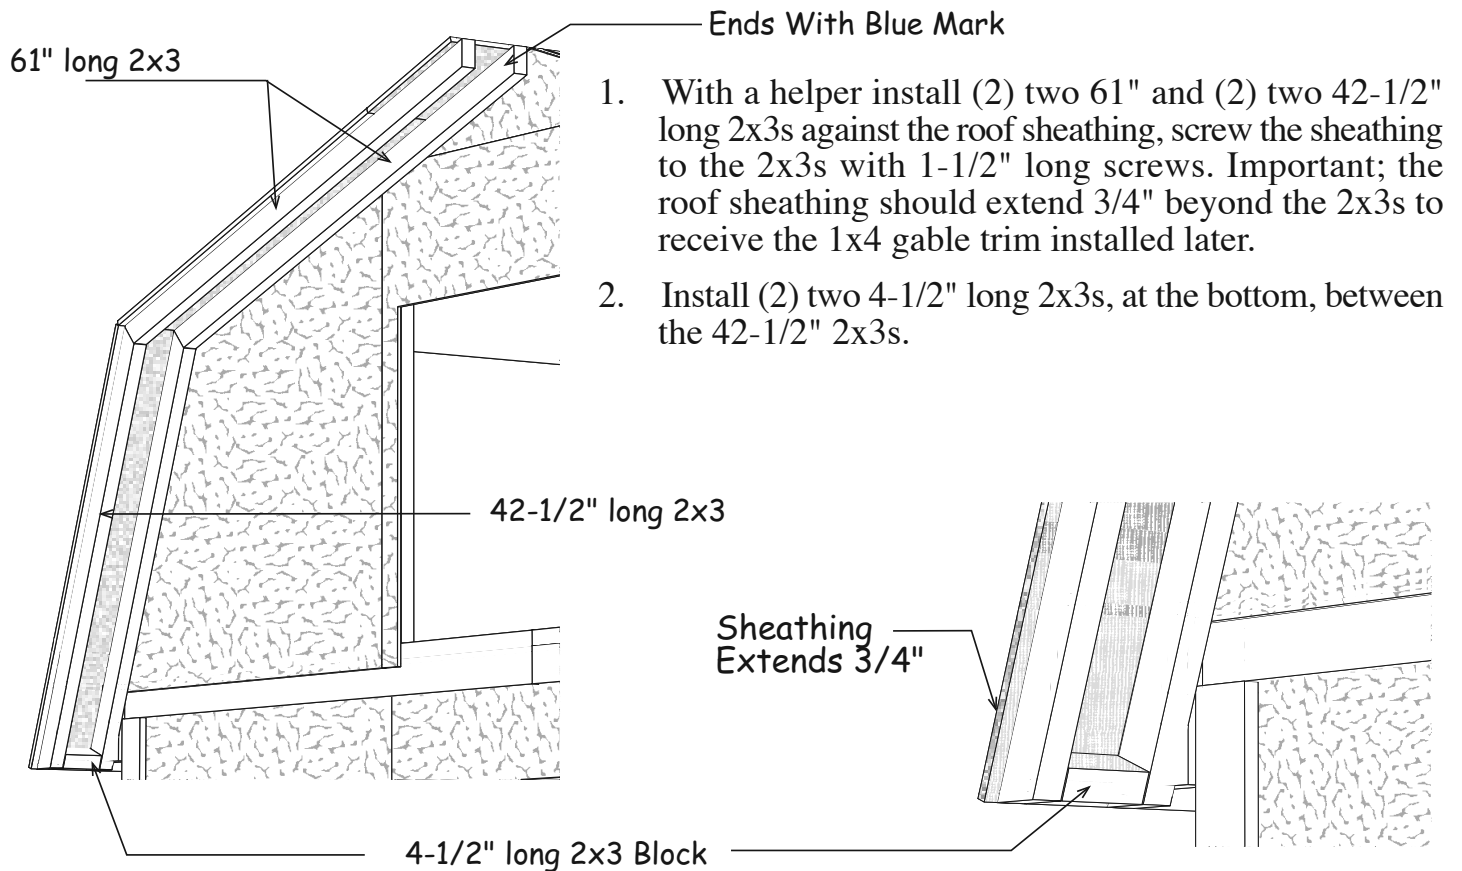 Ends With Blue Mark
61" long 2x3
1. With a helper install (2) two 61" and (2) two 42-1/2"
long 2x3s against the roof sheathing, screw the sheathing
to the 2x3s with 1-1/2" long screws. Important; the
roof sheathing should extend 3/4" beyond the 2x3s to
receive the 1x4 gable trim installed later.
2. Install (2) two 4-1/2" long 2x3s, at the bottom, between
the 42-1/2" 2x3s.
42-1/2" long 2x3
Sheathing
Extends 3/4"
4-1/2" long 2x3 Block